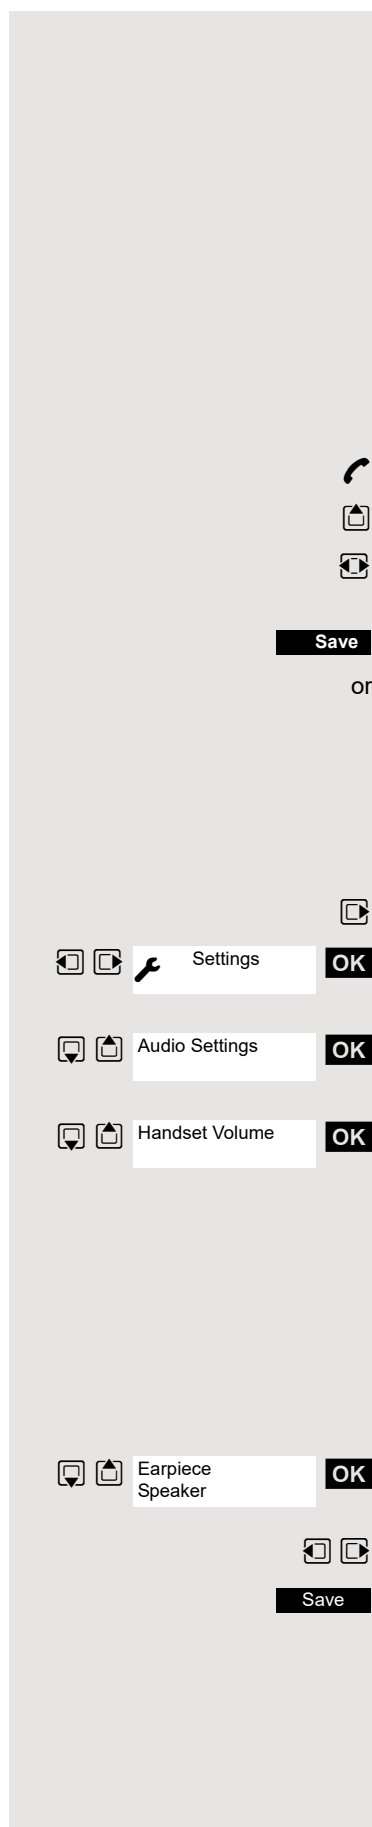 Save
or
Settings OK
Audio Settings OK
Handset Volume OK
Earpiece OK
Speaker
Save